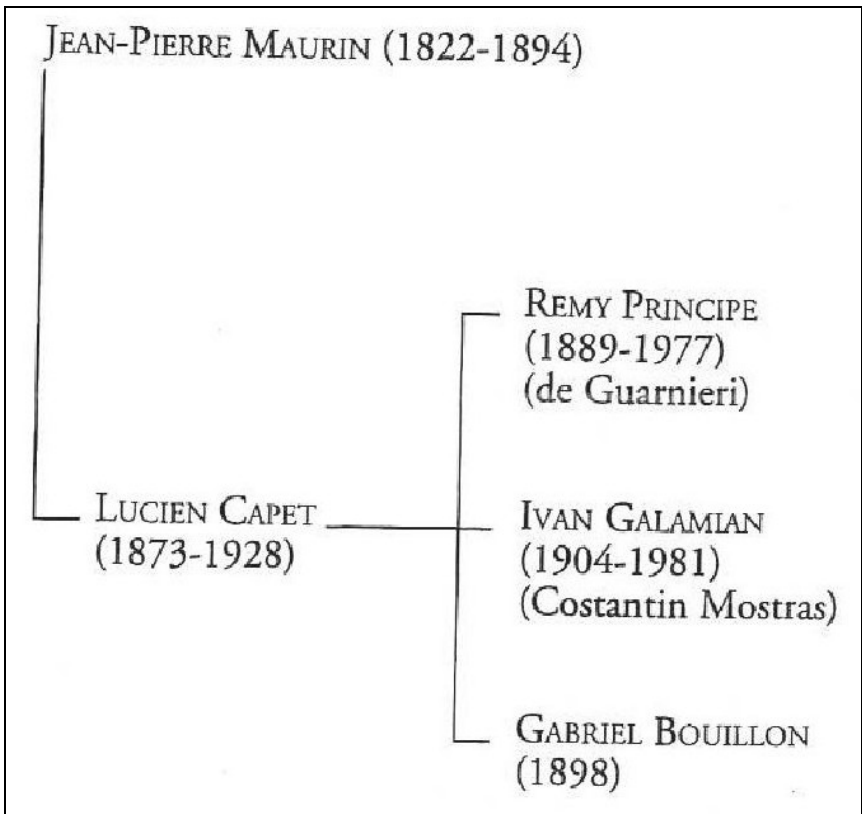 JEAN-PIERRE MAURIN (1822-1894)
REMY PRINCIPE
(1889-1977)
(de Guarnieri)
LUCIEN CAPET
(1873-1928)
IVAN GALAMIAN
(1904-1981)
(Costantin Mostras)
GABRIEL BOUILLON
(1898)